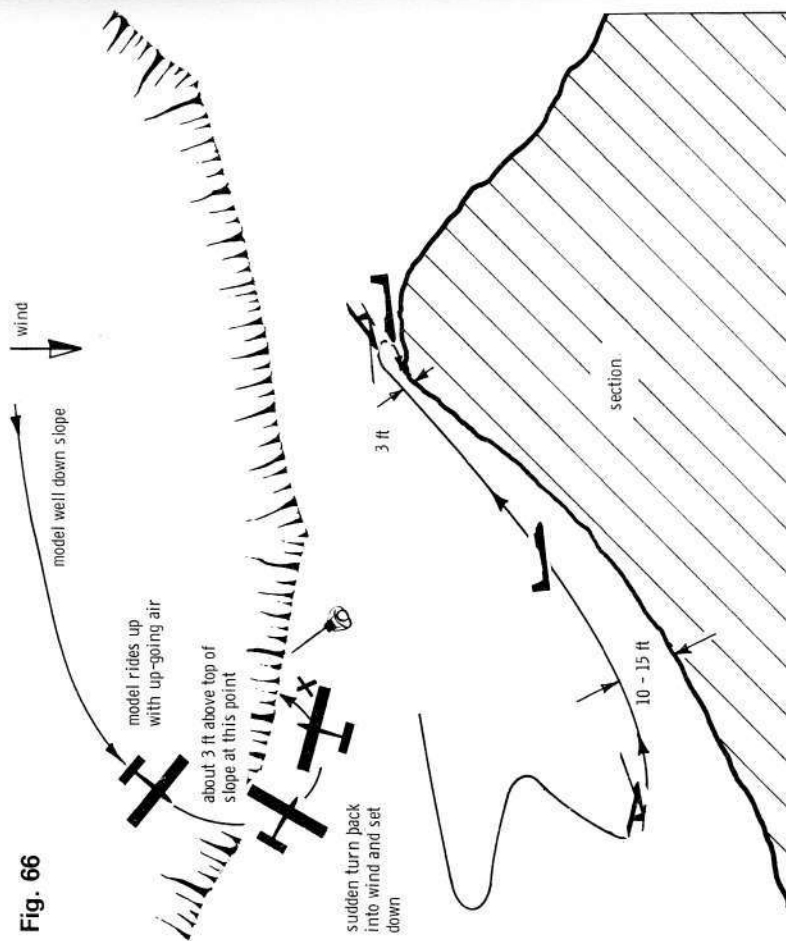 Fig. 66
wind
model well down slope
model rides up
with up-going air
about 3 ft above top of
slope at this point
X
sudden turn back
into wind and set
down
3 ft
section
10 - 15 ft